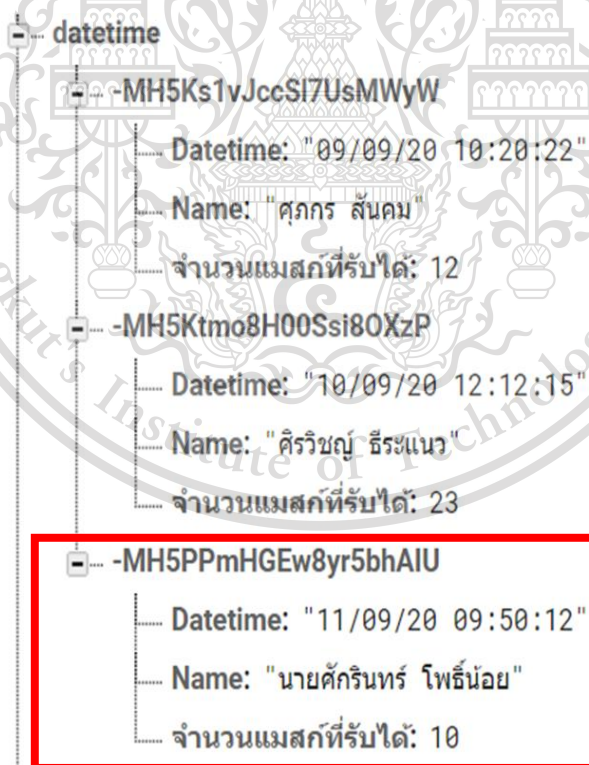 datetime
-MH5Ks1vJccSl7UsMWyW
Datetime: "09/09/20 10:20:22"
Name: "ศุภกร สันคม"
จำนวนแมสก์ที่รับได้: 12
-MH5Ktmo8H00Ssi8OXzP
Datetime: "10/09/20 12:12:15"
Name: "ศิรวิชญ์ ธีระแนว"
จำนวนแมสก์ที่รับได้: 23
-MH5PPmHGEw8yr5bhAIU
Datetime: "11/09/20 09:50:12"
Name: "นายศักรินทร์ โพธิ์น้อย"
จำนวนแมสก์ที่รับได้: 10